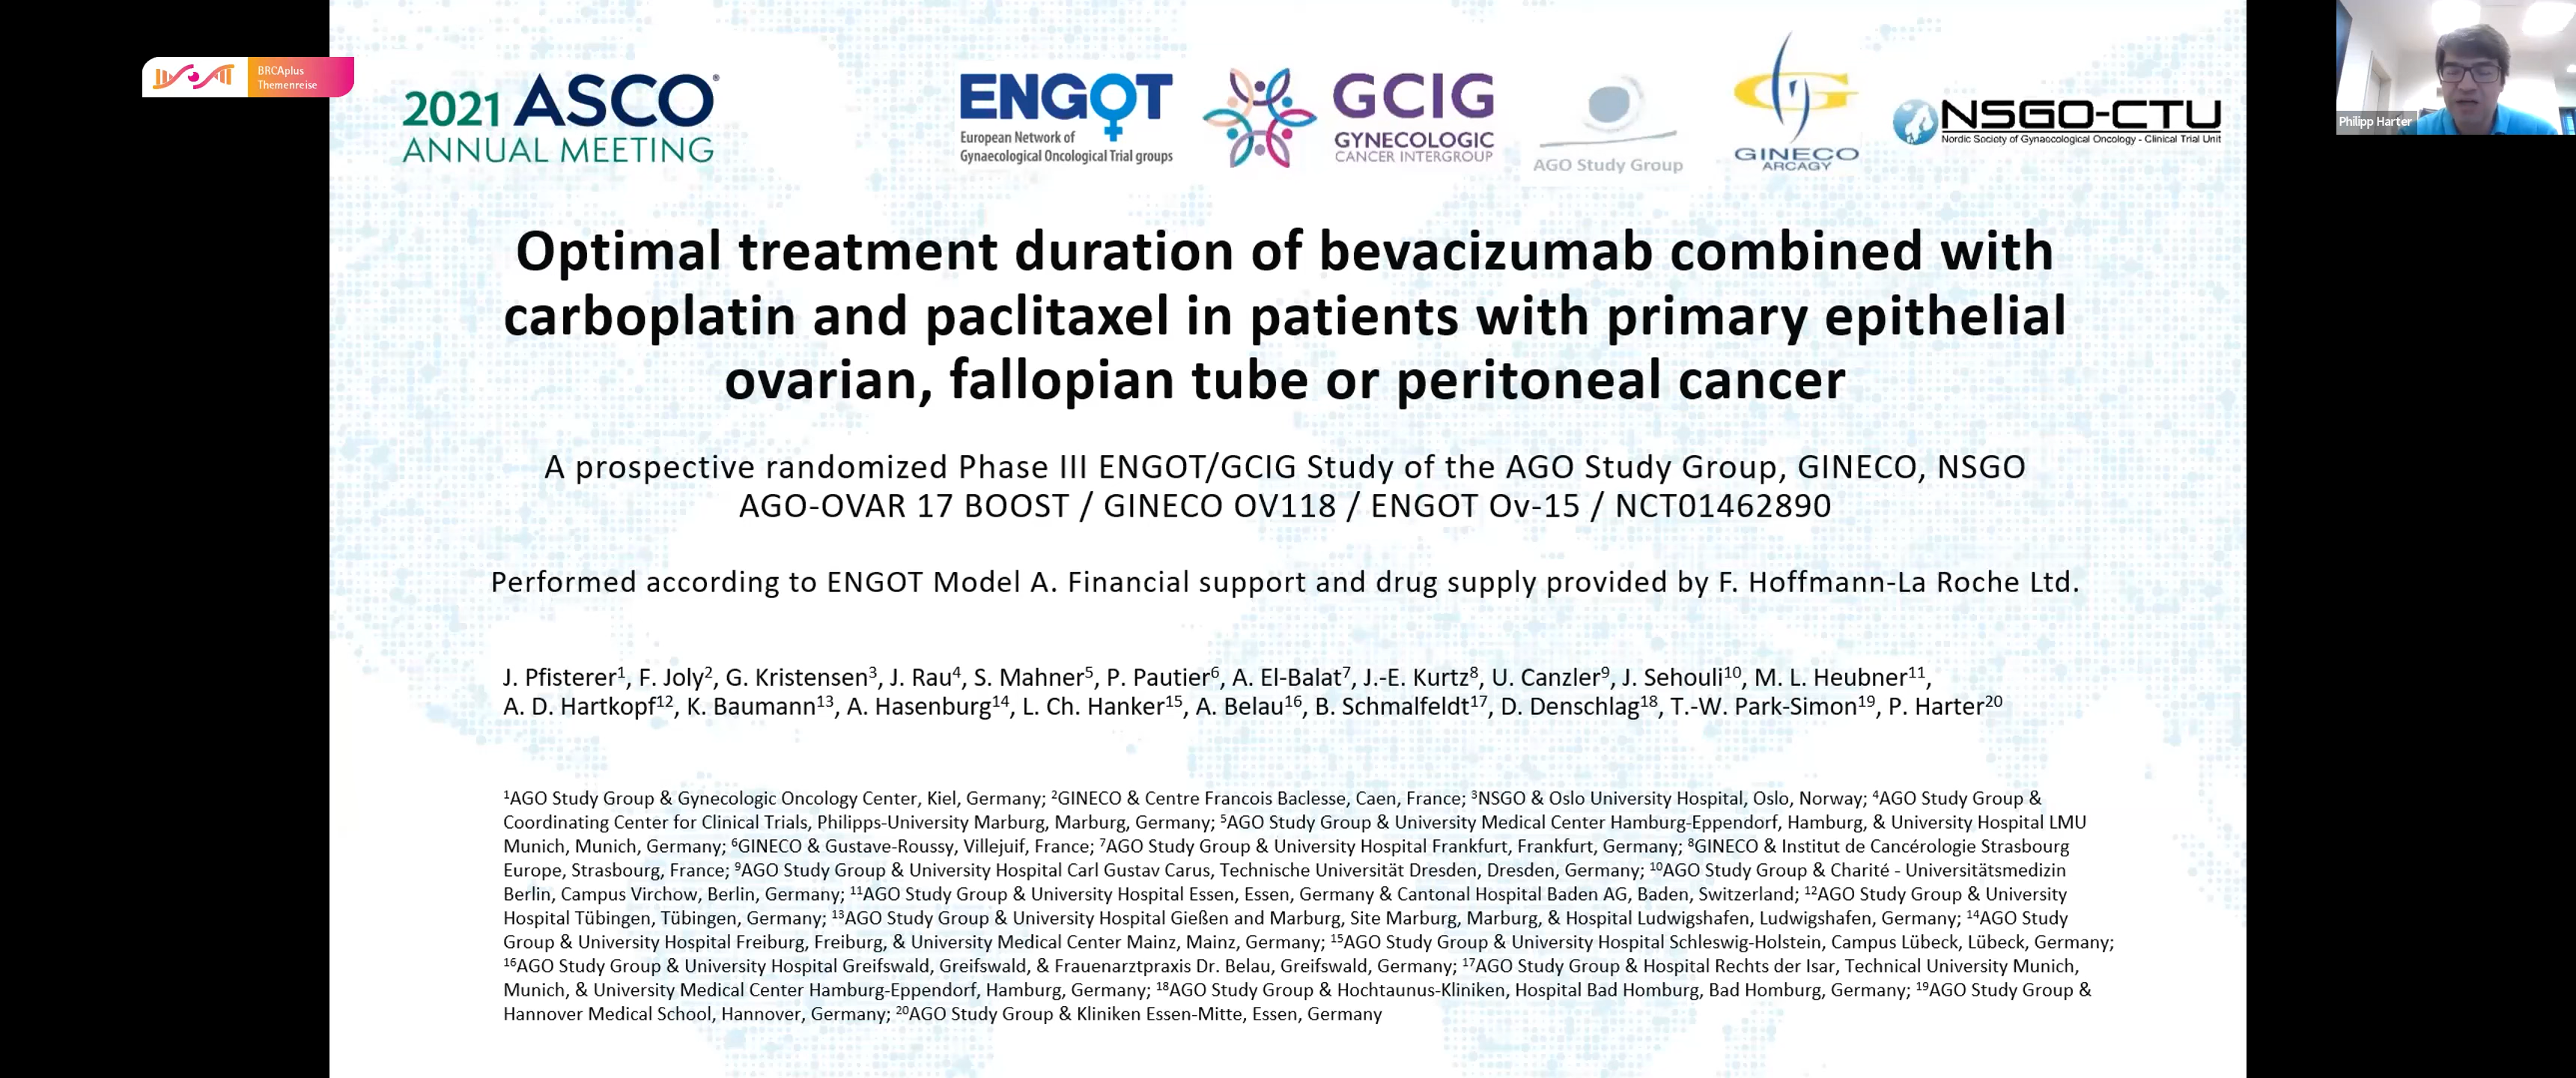 BRCAplus
Themenreise
2021 ASCO®
ANNUAL MEETING
ENGOT
European Network of
Gynaecological Oncological Trial groups
GCIG
GYNECOLOGIC
CANCER INTERGROUP
AGO Study Group
GINECO
ARCAGY
NSGO-CTU
Nordic Society of Gynaecological Oncology - Clinical Trial Unit
Philipp Harter
Optimal treatment duration of bevacizumab combined with
carboplatin and paclitaxel in patients with primary epithelial
ovarian, fallopian tube or peritoneal cancer
A prospective randomized Phase III ENGOT/GCIG Study of the AGO Study Group, GINECO, NSGO
AGO-OVAR 17 BOOST / GINECO OV118 / ENGOT Ov-15 / NCT01462890
Performed according to ENGOT Model A. Financial support and drug supply provided by F. Hoffmann-La Roche Ltd.
J. Pfisterer¹, F. Joly², G. Kristensen³, J. Rau⁴, S. Mahner⁵, P. Pautier⁶, A. El-Balat⁷, J.-E. Kurtz⁸, U. Canzler⁹, J. Sehouli¹⁰, M. L. Heubner¹¹,
A. D. Hartkopf¹², K. Baumann¹³, A. Hasenburg¹⁴, L. Ch. Hanker¹⁵, A. Belau¹⁶, B. Schmalfeldt¹⁷, D. Denschlag¹⁸, T.-W. Park-Simon¹⁹, P. Harter²⁰
¹AGO Study Group & Gynecologic Oncology Center, Kiel, Germany; ²GINECO & Centre Francois Baclesse, Caen, France; ³NSGO & Oslo University Hospital, Oslo, Norway; ⁴AGO Study Group &
Coordinating Center for Clinical Trials, Philipps-University Marburg, Marburg, Germany; ⁵AGO Study Group & University Medical Center Hamburg-Eppendorf, Hamburg, & University Hospital LMU
Munich, Munich, Germany; ⁶GINECO & Gustave-Roussy, Villejuif, France; ⁷AGO Study Group & University Hospital Frankfurt, Frankfurt, Germany; ⁸GINECO & Institut de Cancérologie Strasbourg
Europe, Strasbourg, France; ⁹AGO Study Group & University Hospital Carl Gustav Carus, Technische Universität Dresden, Dresden, Germany; ¹⁰AGO Study Group & Charité - Universitätsmedizin
Berlin, Campus Virchow, Berlin, Germany; ¹¹AGO Study Group & University Hospital Essen, Essen, Germany & Cantonal Hospital Baden AG, Baden, Switzerland; ¹²AGO Study Group & University
Hospital Tübingen, Tübingen, Germany; ¹³AGO Study Group & University Hospital Gießen and Marburg, Site Marburg, Marburg, & Hospital Ludwigshafen, Ludwigshafen, Germany; ¹⁴AGO Study
Group & University Hospital Freiburg, Freiburg, & University Medical Center Mainz, Mainz, Germany; ¹⁵AGO Study Group & University Hospital Schleswig-Holstein, Campus Lübeck, Lübeck, Germany;
¹⁶AGO Study Group & University Hospital Greifswald, Greifswald, & Frauenarztpraxis Dr. Belau, Greifswald, Germany; ¹⁷AGO Study Group & Hospital Rechts der Isar, Technical University Munich,
Munich, & University Medical Center Hamburg-Eppendorf, Hamburg, Germany; ¹⁸AGO Study Group & Hochtaunus-Kliniken, Hospital Bad Homburg, Bad Homburg, Germany; ¹⁹AGO Study Group &
Hannover Medical School, Hannover, Germany; ²⁰AGO Study Group & Kliniken Essen-Mitte, Essen, Germany